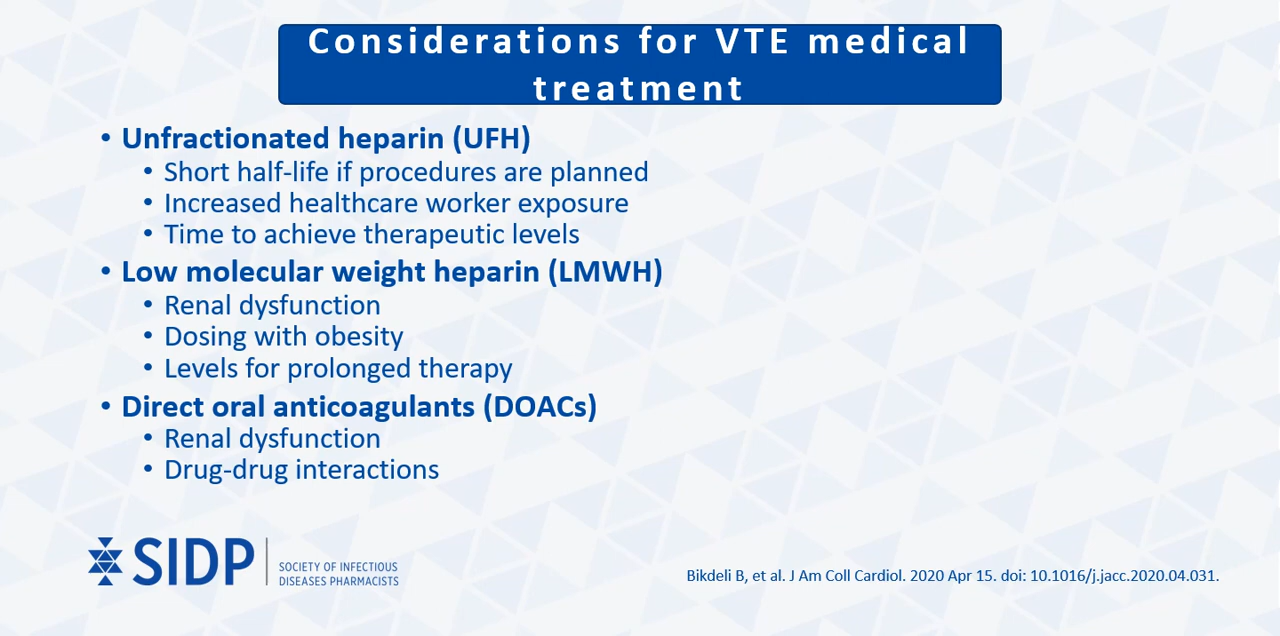 Considerations for VTE medical
treatment
• Unfractionated heparin (UFH)
• Short half-life if procedures are planned
• Increased healthcare worker exposure
• Time to achieve therapeutic levels
• Low molecular weight heparin (LMWH)
• Renal dysfunction
• Dosing with obesity
• Levels for prolonged therapy
• Direct oral anticoagulants (DOACs)
• Renal dysfunction
• Drug-drug interactions
SIDP
SOCIETY OF INFECTIOUS
DISEASES PHARMACISTS
Bikdeli B, et al. J Am Coll Cardiol. 2020 Apr 15. doi: 10.1016/j.jacc.2020.04.031.